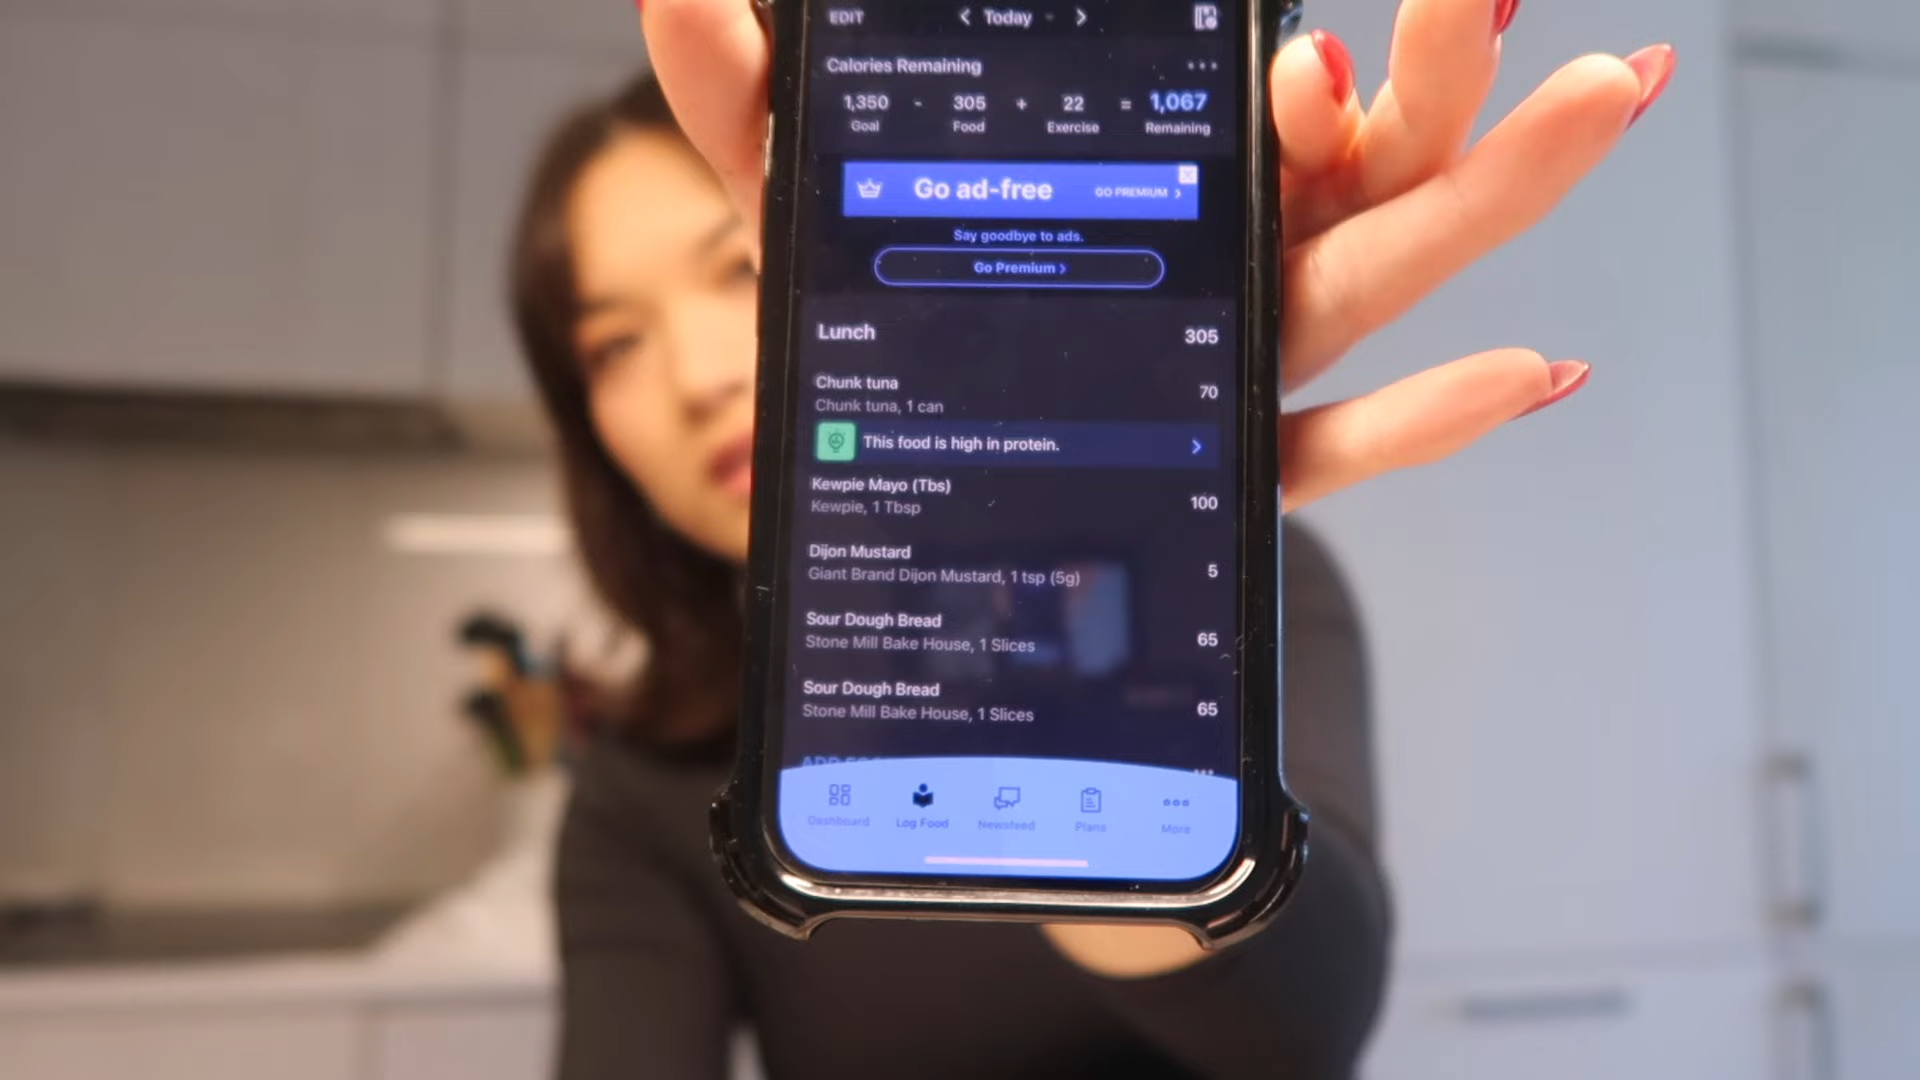 EDIT
Today
Calories Remaining
1,350 - 305 + 22 = 1,067
Goal Food Exercise Remaining
Go ad-free GO PREMIUM
Say goodbye to ads.
Go Premium
Lunch 305
Chunk tuna 70
Chunk tuna, 1 can
This food is high in protein.
Kewpie Mayo (Tbs) 100
Kewpie, 1 Tbsp
Dijon Mustard 5
Giant Brand Dijon Mustard, 1 tsp (5g)
Sour Dough Bread 65
Stone Mill Bake House, 1 Slices
Sour Dough Bread 65
Stone Mill Bake House, 1 Slices
Dashboard Log Food Newsfeed Plans More